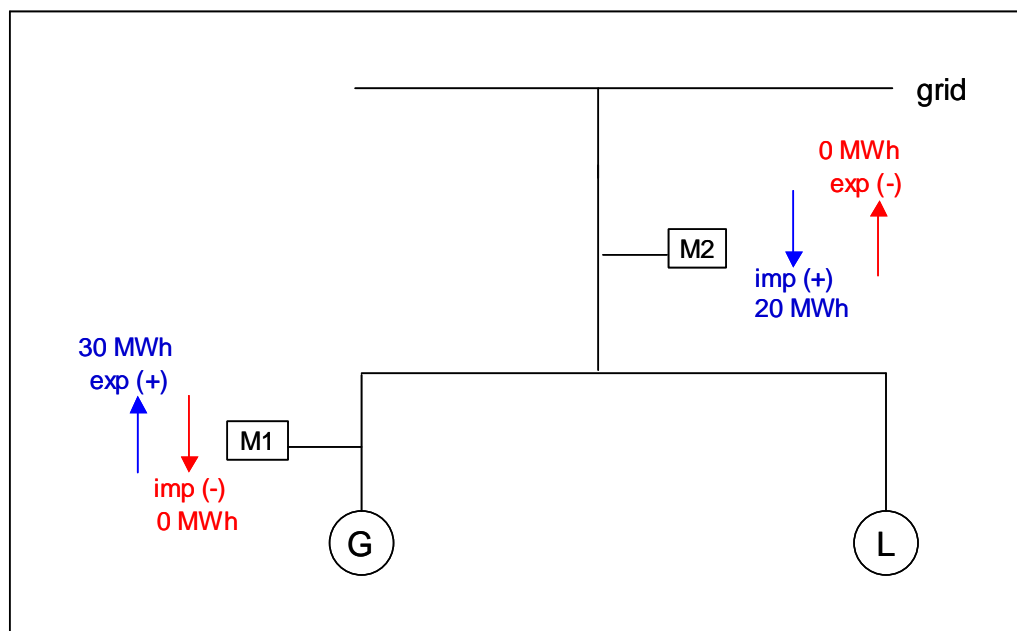 grid
0 MWh
exp (-)
M2
imp (+)
20 MWh
30 MWh
exp (+)
M1
imp (-)
0 MWh
G
L